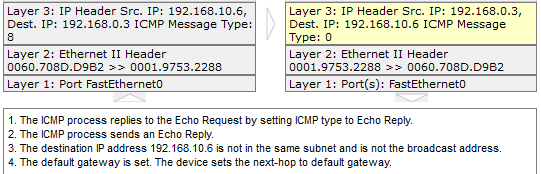 Layer 3: IP Header Src. IP: 192.168.10.6,
Dest. IP: 192.168.0.3 ICMP Message Type:
8
Layer 2: Ethernet II Header
0060.708D.D9B2 >> 0001.9753.2288
Layer 1: Port FastEthernet0
Layer 3: IP Header Src. IP: 192.168.0.3,
Dest. IP: 192.168.10.6 ICMP Message
Type: 0
Layer 2: Ethernet II Header
0001.9753.2288 >> 0060.708D.D9B2
Layer 1: Port(s): FastEthernet0
1. The ICMP process replies to the Echo Request by setting ICMP type to Echo Reply.
2. The ICMP process sends an Echo Reply.
3. The destination IP address 192.168.10.6 is not in the same subnet and is not the broadcast address.
4. The default gateway is set. The device sets the next-hop to default gateway.